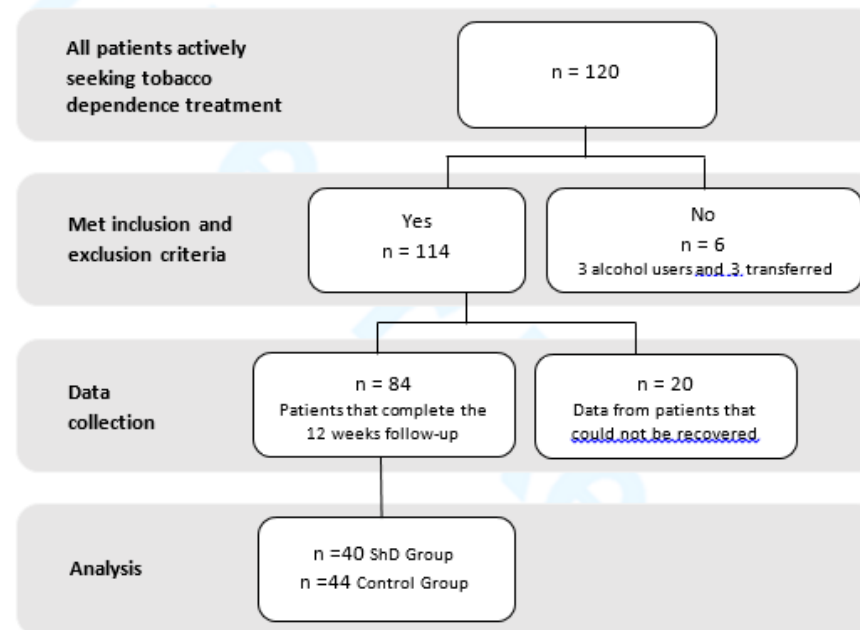 All patients actively
seeking tobacco
dependence treatment
n = 120
Met inclusion and
exclusion criteria
Yes
n = 114
No
n = 6
3 alcohol users and 3 transferred
Data
collection
n = 84
Patients that complete the
12 weeks follow-up
n = 20
Data from patients that
could not be recovered
Analysis
n =40 ShD Group
n =44 Control Group